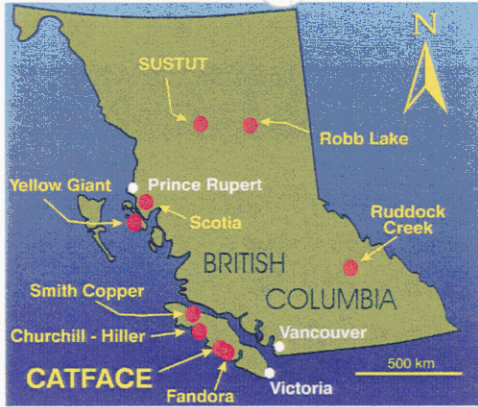 N
SUSTUT
Robb Lake
Yellow Giant
Prince Rupert
Scotia
Ruddock
Creek
BRITISH
COLUMBIA
Smith Copper
Churchill - Hiller
Vancouver
CATFACE
500 km
Fandora
Victoria